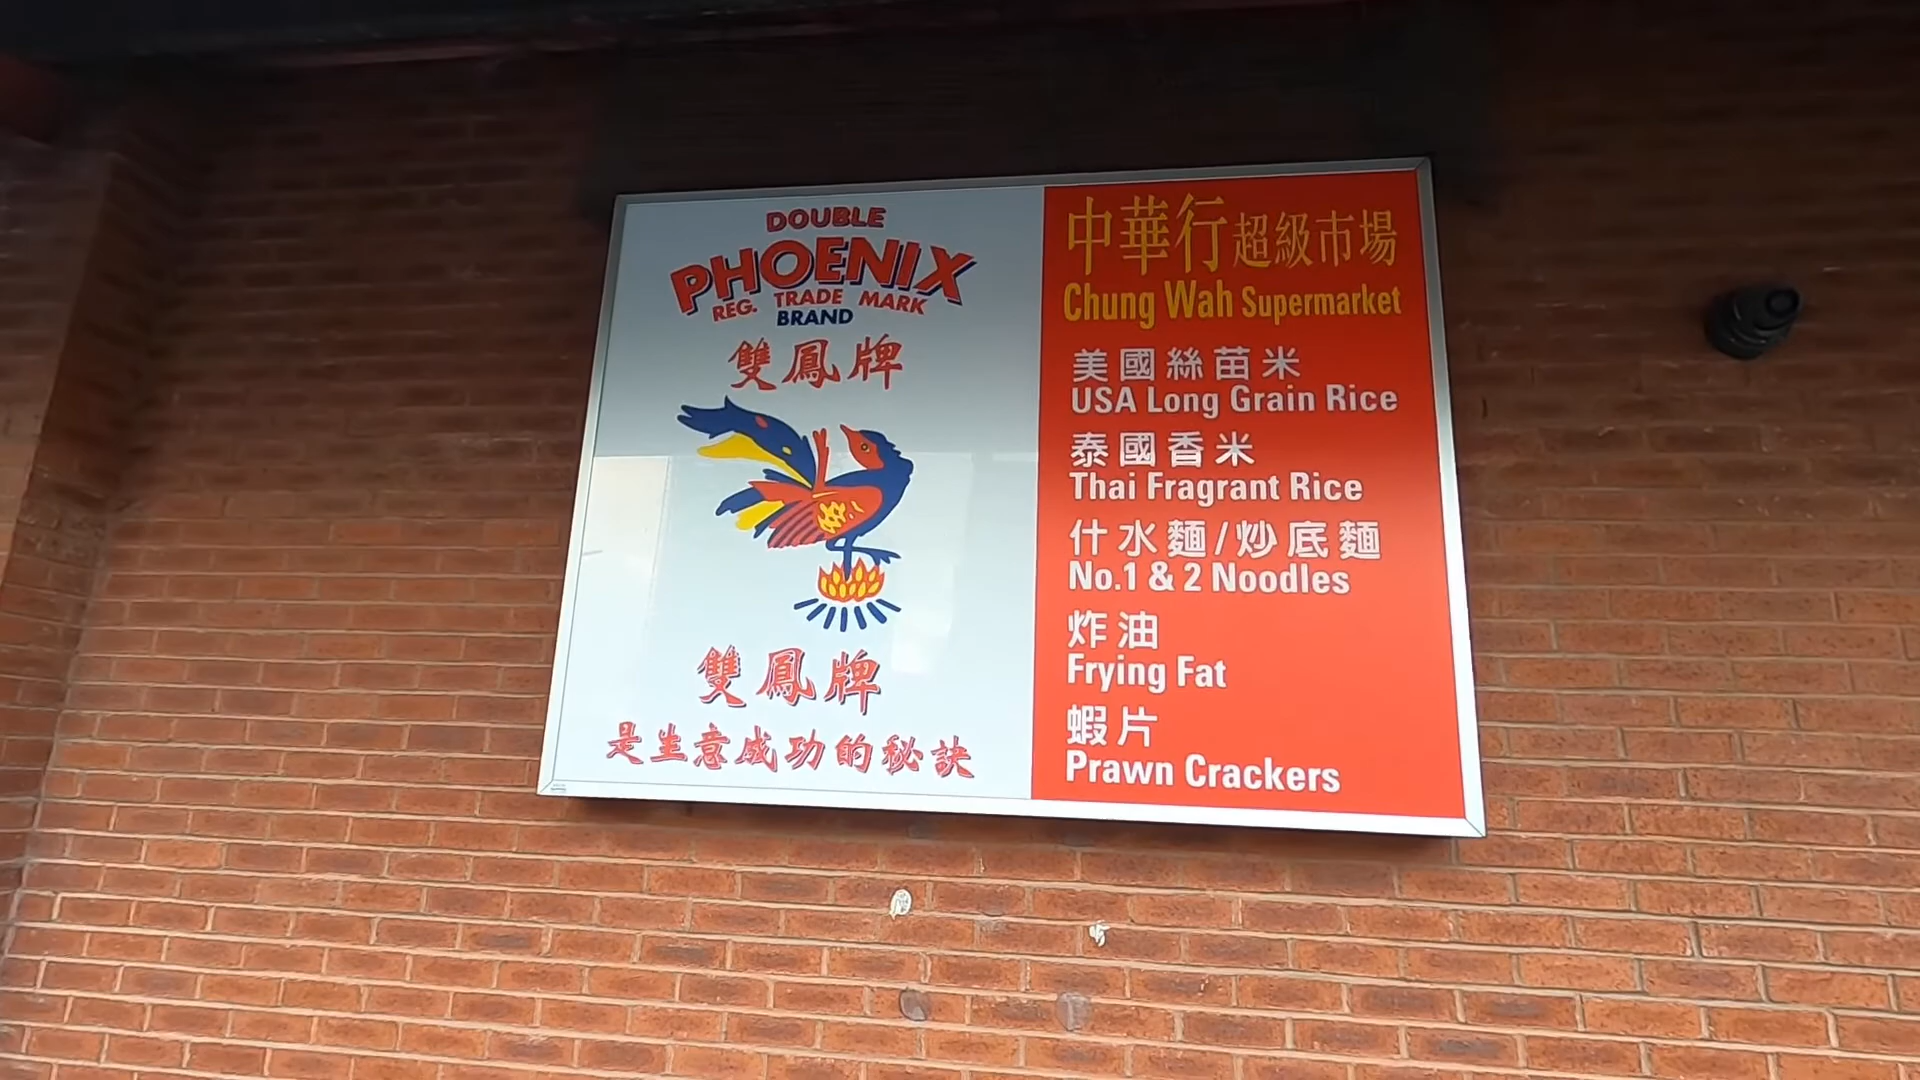 DOUBLE
PHOENIX
REG. TRADE MARK
BRAND
雙鳳牌
雙鳳牌
是生意成功的秘訣
中華行超級市場
Chung Wah Supermarket
美國絲苗米
USA Long Grain Rice
泰國香米
Thai Fragrant Rice
什水麵/炒底麵
No.1 & 2 Noodles
炸油
Frying Fat
蝦片
Prawn Crackers